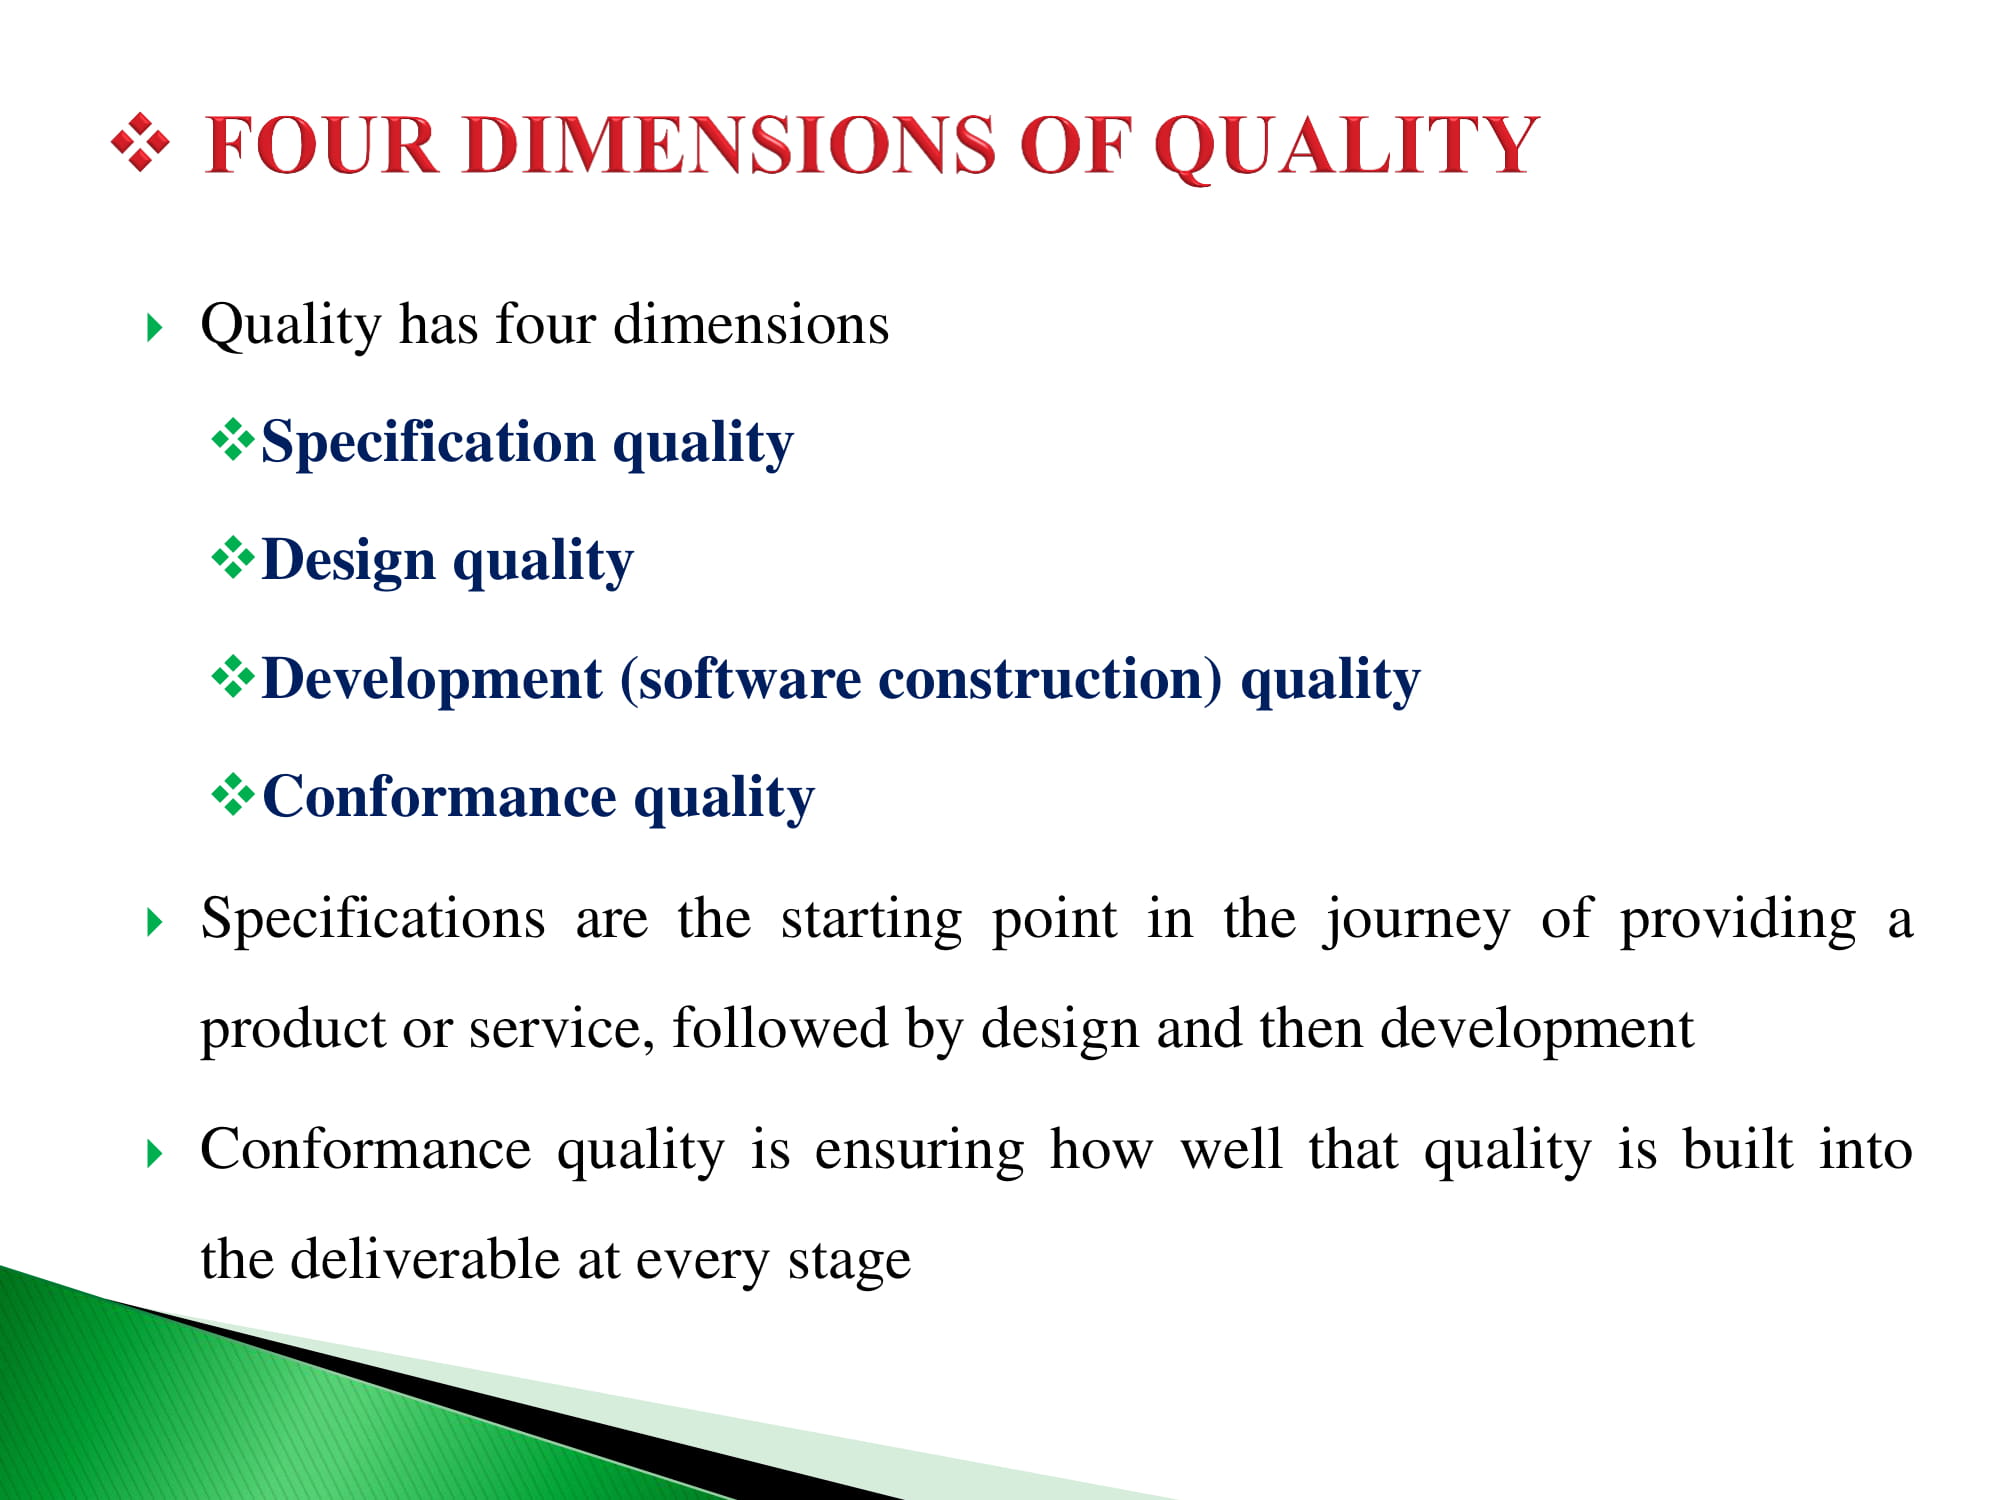 ❖ FOUR DIMENSIONS OF QUALITY
Quality has four dimensions
❖Specification quality
❖Design quality
❖Development (software construction) quality
❖Conformance quality
Specifications are the starting point in the journey of providing a
product or service, followed by design and then development
Conformance quality is ensuring how well that quality is built into
the deliverable at every stage